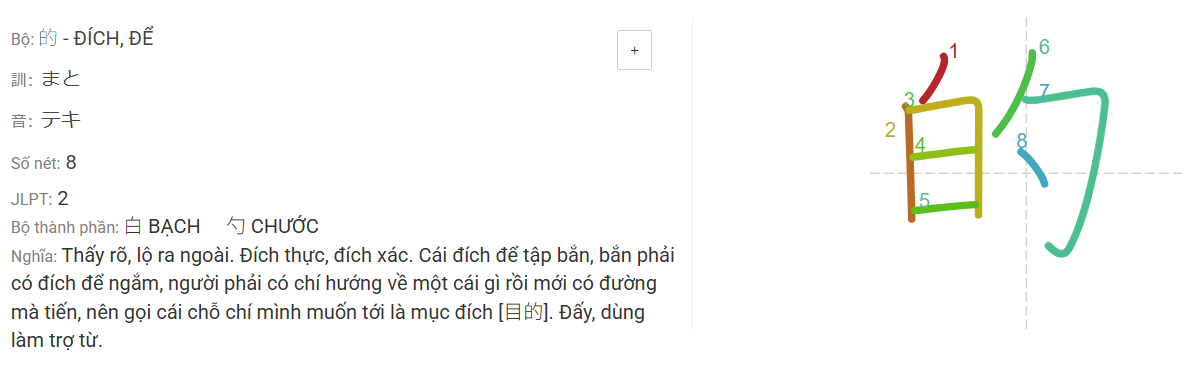 Bộ: 的 - ĐÍCH, ĐỂ
+
訓: まと
音: テキ
Số nét: 8
JLPT: 2
Bộ thành phần: 白 BẠCH 勺 CHƯỚC
Nghĩa: Thấy rõ, lộ ra ngoài. Đích thực, đích xác. Cái đích để tập bắn, bắn phải
có đích để ngắm, người phải có chí hướng về một cái gì rồi mới có đường
mà tiến, nên gọi cái chỗ chí mình muốn tới là mục đích [目的]. Đấy, dùng
làm trợ từ.
的
1
2
3
4
5
6
7
8